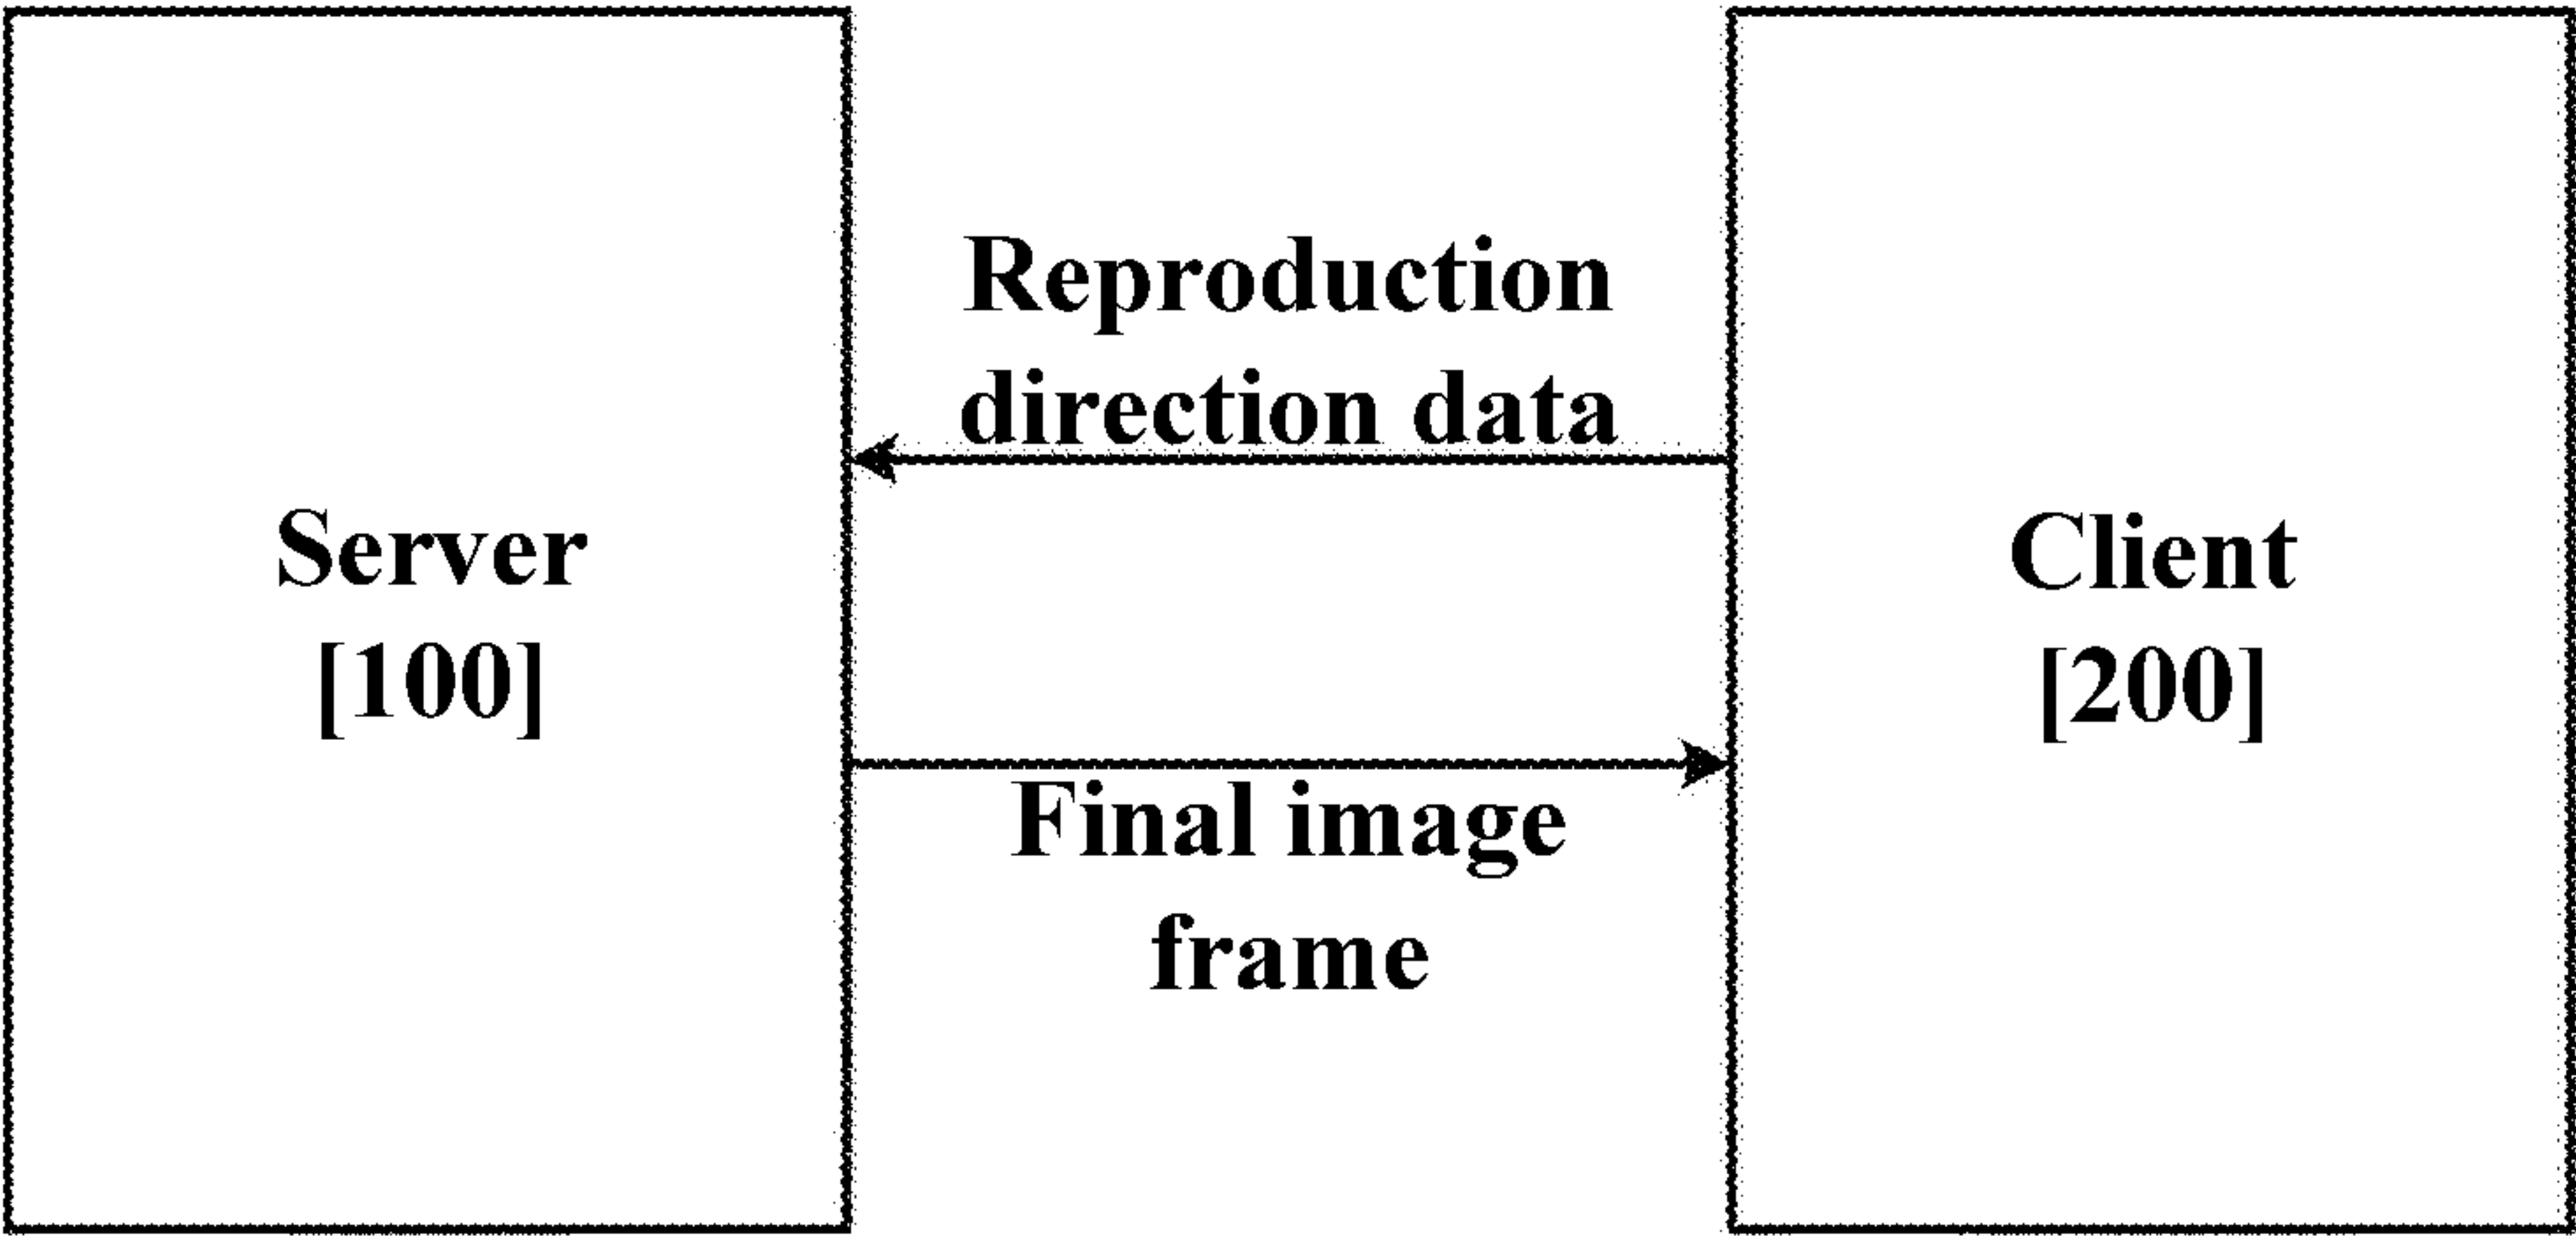 Server
[100]
Reproduction
direction data
Final image
frame
Client
[200]